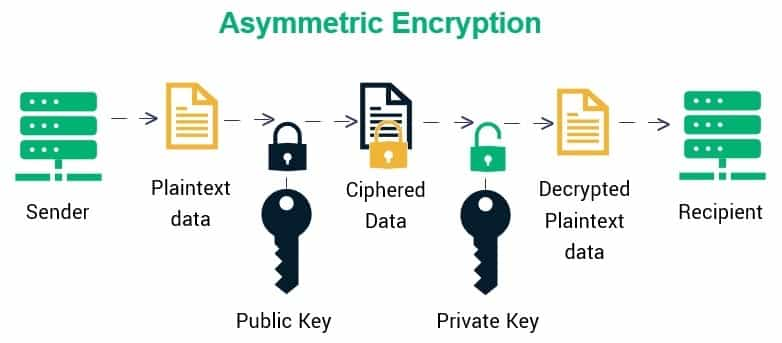 Asymmetric Encryption
Sender
Plaintext
data
Public Key
Ciphered
Data
Private Key
Decrypted
Plaintext
data
Recipient